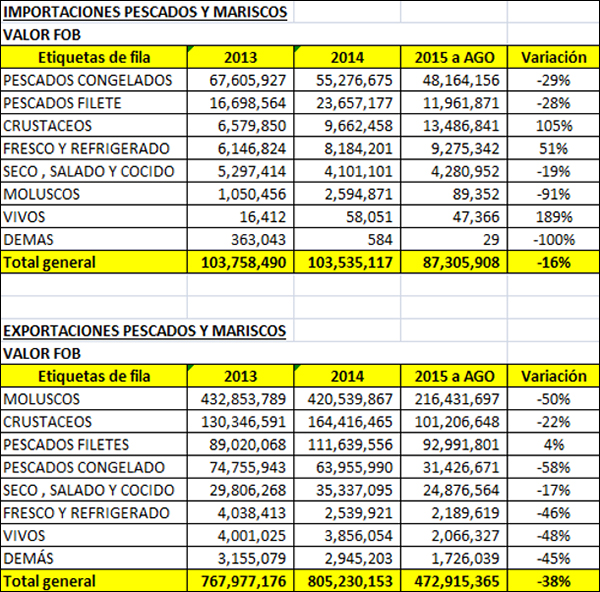 IMPORTACIONES PESCADOS Y MARISCOS
VALOR FOB
Etiquetas de fila 2013 2014 2015 a AGO Variación
PESCADOS CONGELADOS 67,605,927 55,276,675 48,164,156 -29%
PESCADOS FILETE 16,698,564 23,657,177 11,961,871 -28%
CRUSTACEOS 6,579,850 9,662,458 13,486,841 105%
FRESCO Y REFRIGERADO 6,146,824 8,184,201 9,275,342 51%
SECO , SALADO Y COCIDO 5,297,414 4,101,101 4,280,952 -19%
MOLUSCOS 1,050,456 2,594,871 89,352 -91%
VIVOS 16,412 58,051 47,366 189%
DEMAS 363,043 584 29 -100%
Total general 103,758,490 103,535,117 87,305,908 -16%
EXPORTACIONES PESCADOS Y MARISCOS
VALOR FOB
Etiquetas de fila 2013 2014 2015 a AGO Variación
MOLUSCOS 432,853,789 420,539,867 216,431,697 -50%
CRUSTACEOS 130,346,591 164,416,465 101,206,648 -22%
PESCADOS FILETES 89,020,068 111,639,556 92,991,801 4%
PESCADOS CONGELADO 74,755,943 63,955,990 31,426,671 -58%
SECO , SALADO Y COCIDO 29,806,268 35,337,095 24,876,564 -17%
FRESCO Y REFRIGERADO 4,038,413 2,539,921 2,189,619 -46%
VIVOS 4,001,025 3,856,054 2,066,327 -48%
DEMÁS 3,155,079 2,945,203 1,726,039 -45%
Total general 767,977,176 805,230,153 472,915,365 -38%